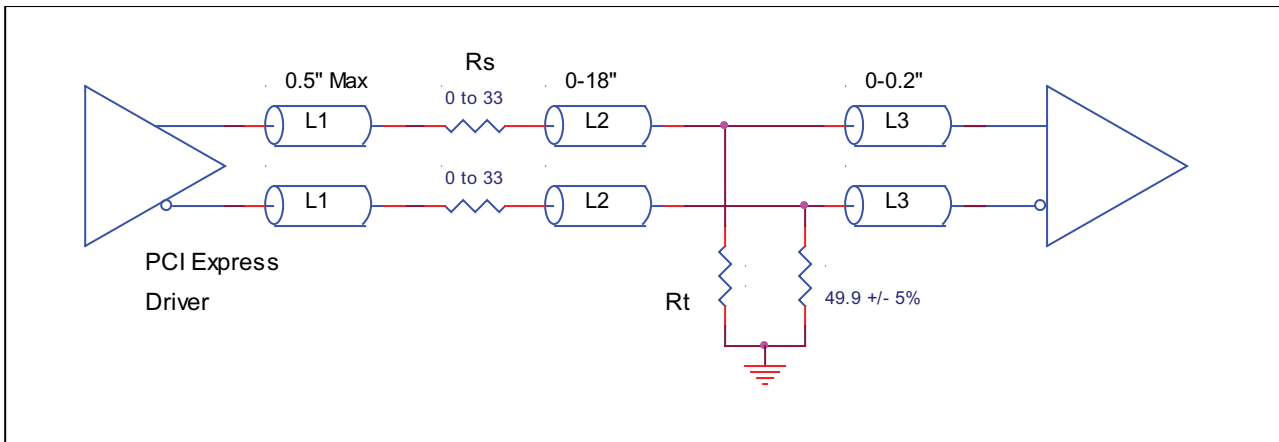 Rs
0.5" Max
0-18"
0-0.2"
0 to 33
L1
L2
L3
0 to 33
L1
L2
L3
PCI Express
Driver
Rt
49.9 +/- 5%